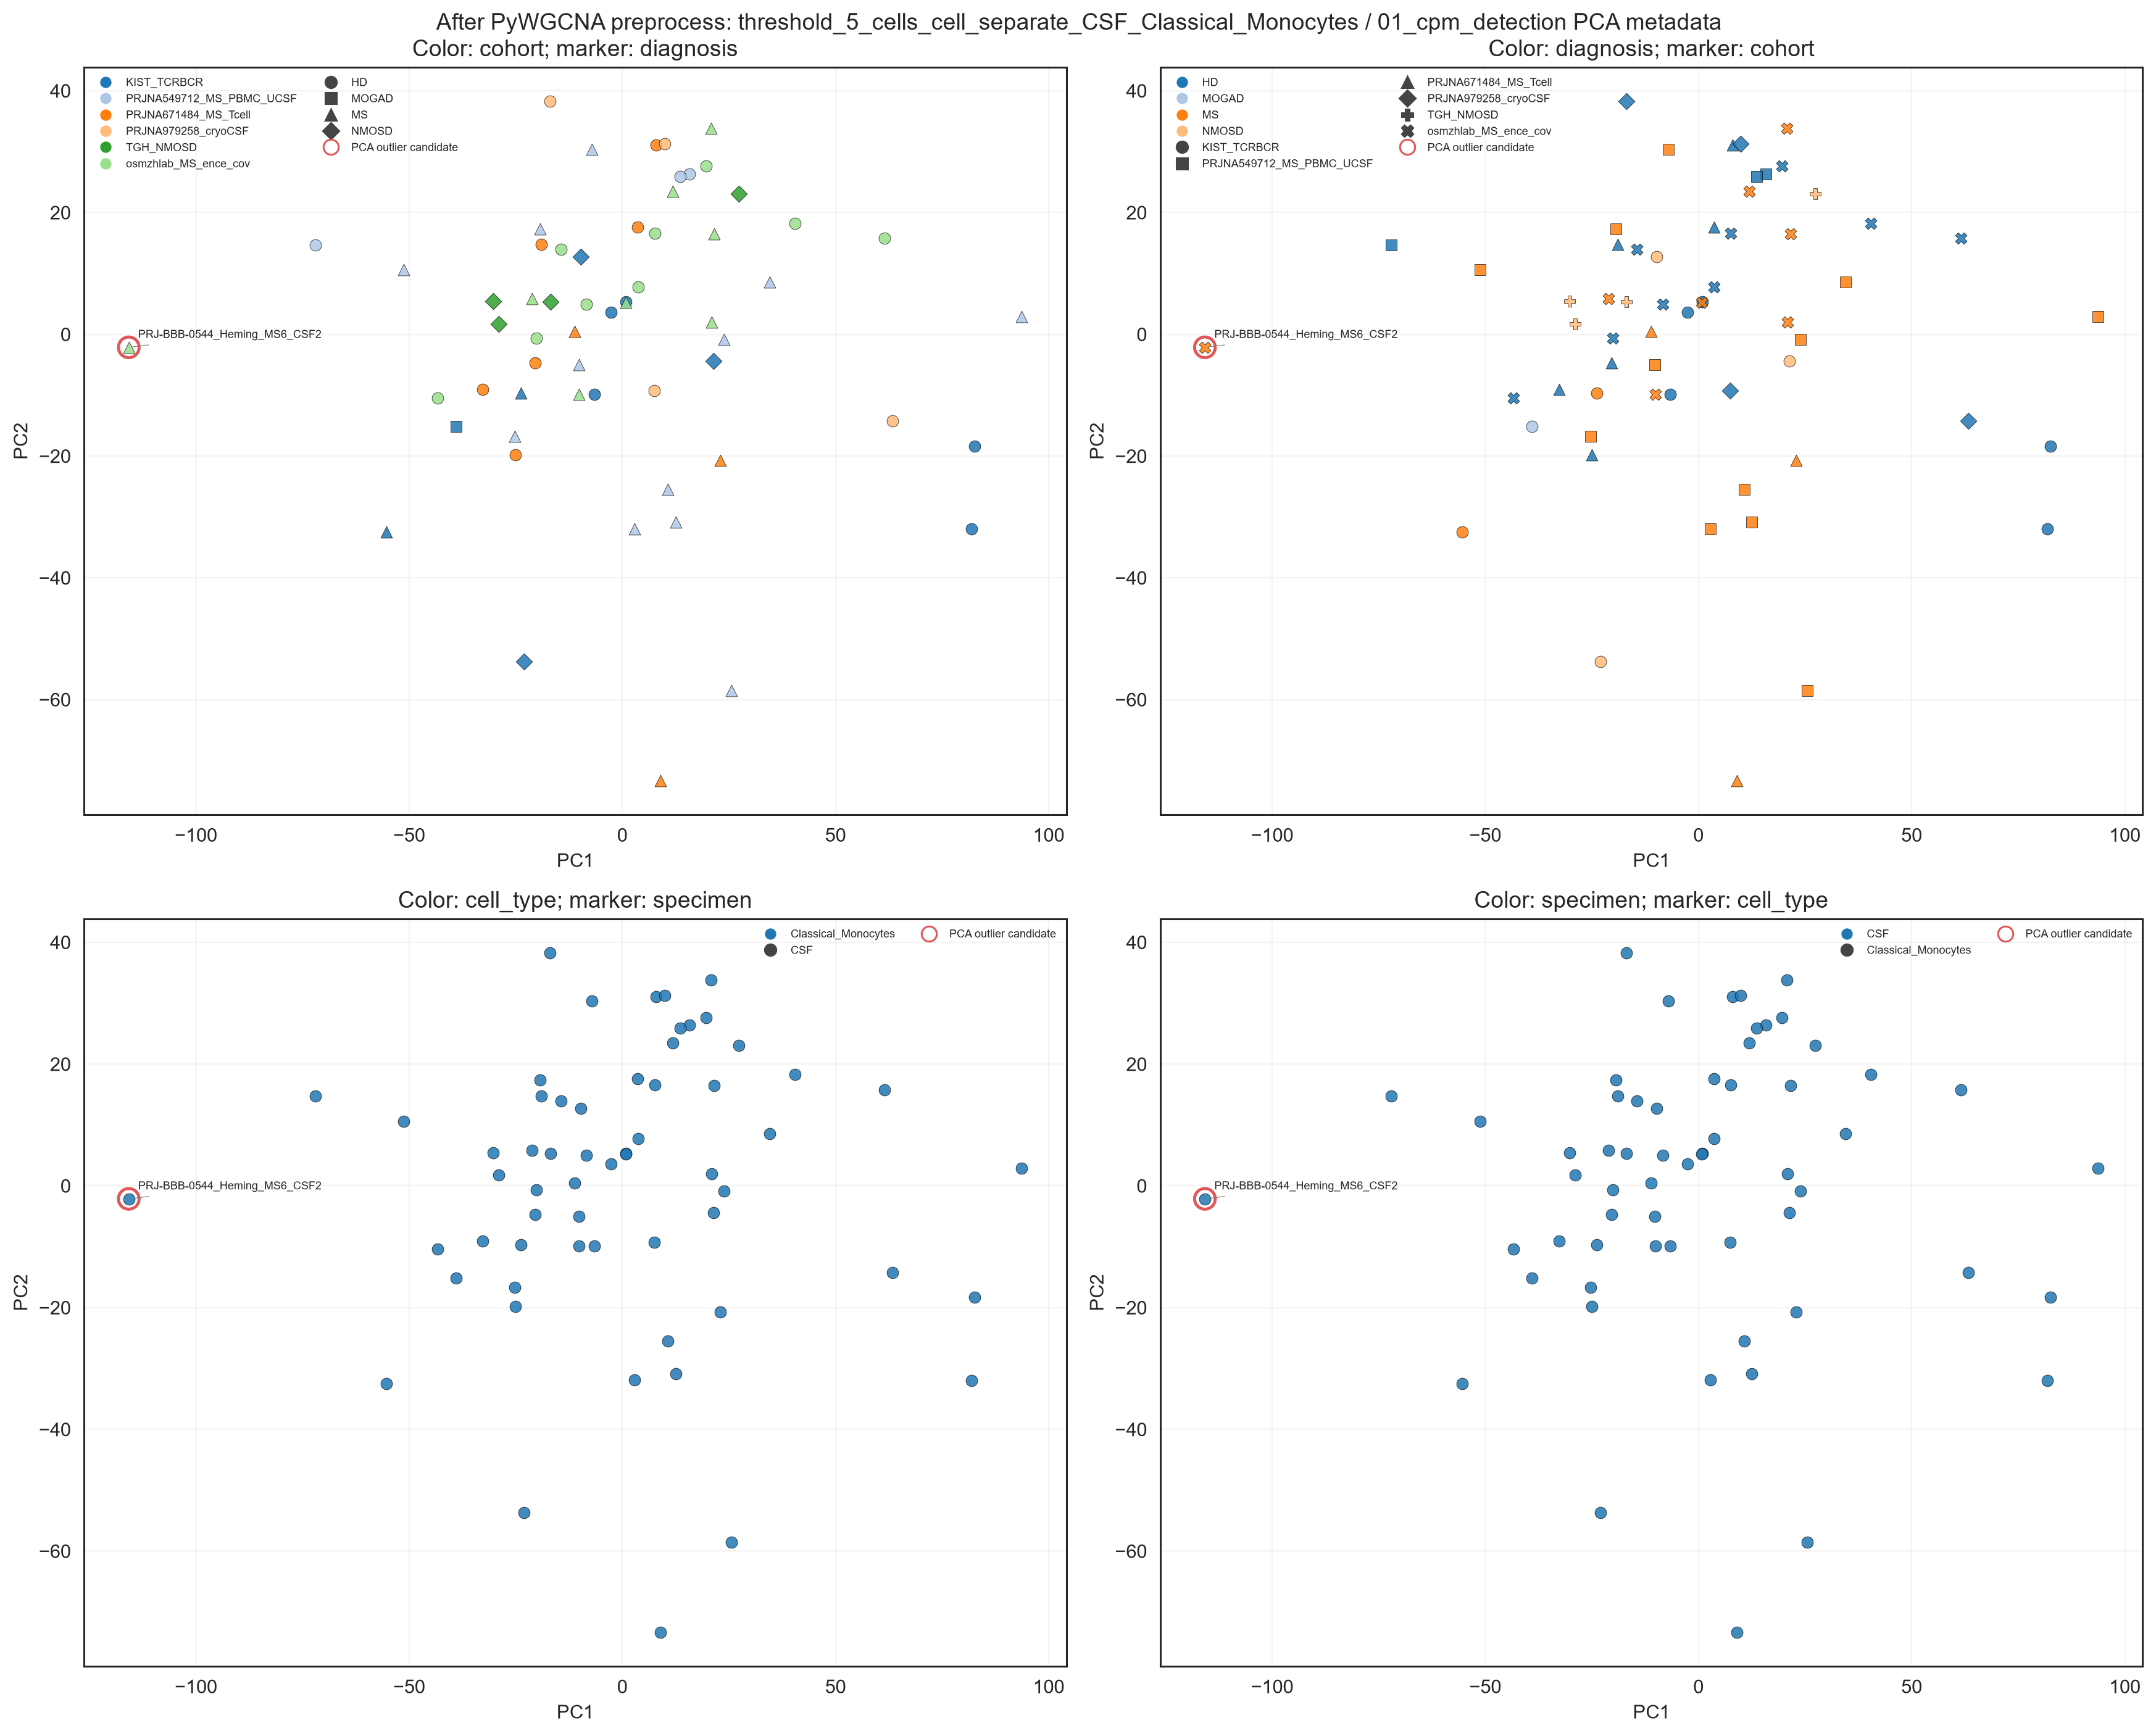 After PyWGCNA preprocess: threshold_5_cells_cell_separate_CSF_Classical_Monocytes / 01_cpm_detection PCA metadata
Color: cohort; marker: diagnosis
KIST_TCRBCR
PRJNA549712_MS_PBMC_UCSF
PRJNA671484_MS_Tcell
PRJNA979258_cryoCSF
TGH_NMOSD
osmzhlab_MS_ence_cov
HD
MOGAD
MS
NMOSD
PCA outlier candidate
PRJ-BBB-0544_Heming_MS6_CSF2
40
20
0
−20
−40
−60
PC2
−100
−50
0
50
100
PC1
Color: diagnosis; marker: cohort
HD
MOGAD
MS
NMOSD
KIST_TCRBCR
PRJNA549712_MS_PBMC_UCSF
PRJNA671484_MS_Tcell
PRJNA979258_cryoCSF
TGH_NMOSD
osmzhlab_MS_ence_cov
PCA outlier candidate
PRJ-BBB-0544_Heming_MS6_CSF2
40
20
0
−20
−40
−60
PC2
−100
−50
0
50
100
PC1
Color: cell_type; marker: specimen
Classical_Monocytes
CSF
PCA outlier candidate
PRJ-BBB-0544_Heming_MS6_CSF2
40
20
0
−20
−40
−60
PC2
−100
−50
0
50
100
PC1
Color: specimen; marker: cell_type
CSF
Classical_Monocytes
PCA outlier candidate
PRJ-BBB-0544_Heming_MS6_CSF2
40
20
0
−20
−40
−60
PC2
−100
−50
0
50
100
PC1